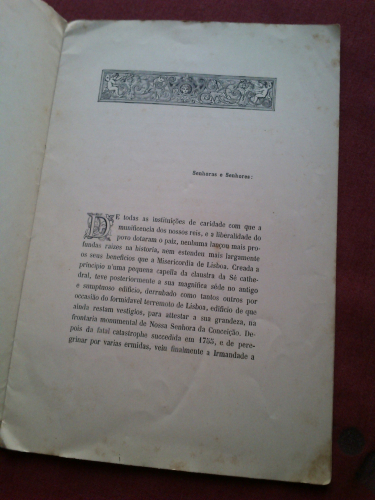 Senhoras e Senhores:
DE todas as instituições de caridade com que a
munificencia dos nossos reis, e a liberalidade do
povo dotaram o paiz, nenhuma lançou mais pro-
fundas raizes na historia, nem estendeu mais largamente
os seus beneficios que a Misericordia de Lisboa. Creada a
principio n'uma pequena capella da claustra da Sé cathe-
dral, teve posteriormente a sua magnifica séde no antigo
e sumptuoso edificio, derrubado como tantos outros por
occasião do formidavel terremoto de Lisboa, edificio de que
ainda restam vestigios, para attestar a sua grandeza, na
frontaria monumental de Nossa Senhora da Conceição. De-
pois da fatal catastrophe succedida em 1755, e de pere-
grinar por varias ermidas, veiu finalmente a Irmandade a